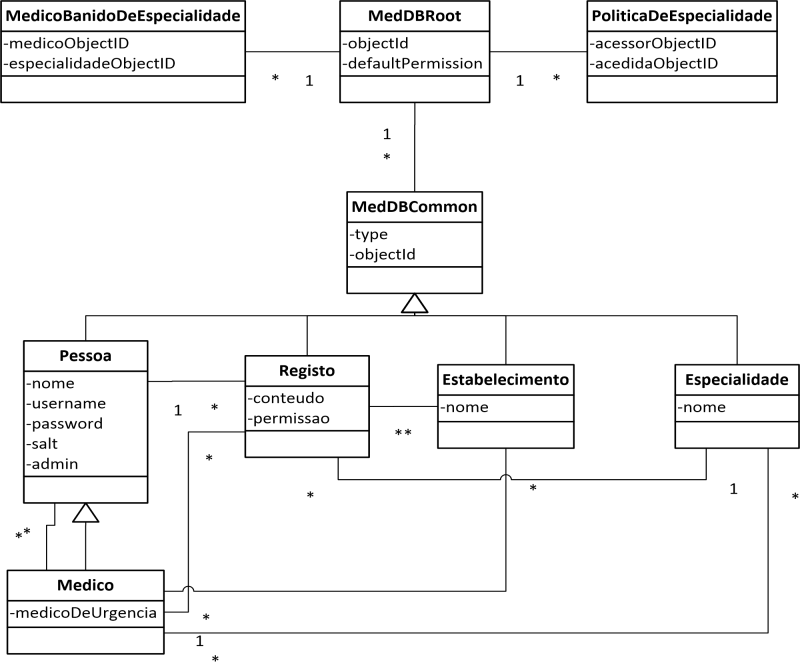 MedicoBanidoDeEspecialidade
-medicoObjectID
-especialidadeObjectID
MedDBRoot
-objectId
-defaultPermission
PoliticaDeEspecialidade
-acessorObjectID
-acedidaObjectID
* 1
1 *
1
*
MedDBCommon
-type
-objectId
Pessoa
-nome
-username
-password
-salt
-admin
Registo
-conteudo
-permissao
Estabelecimento
-nome
Especialidade
-nome
1 *
**
*
*
*
1
*
**
Medico
-medicoDeUrgencia
*
1
*